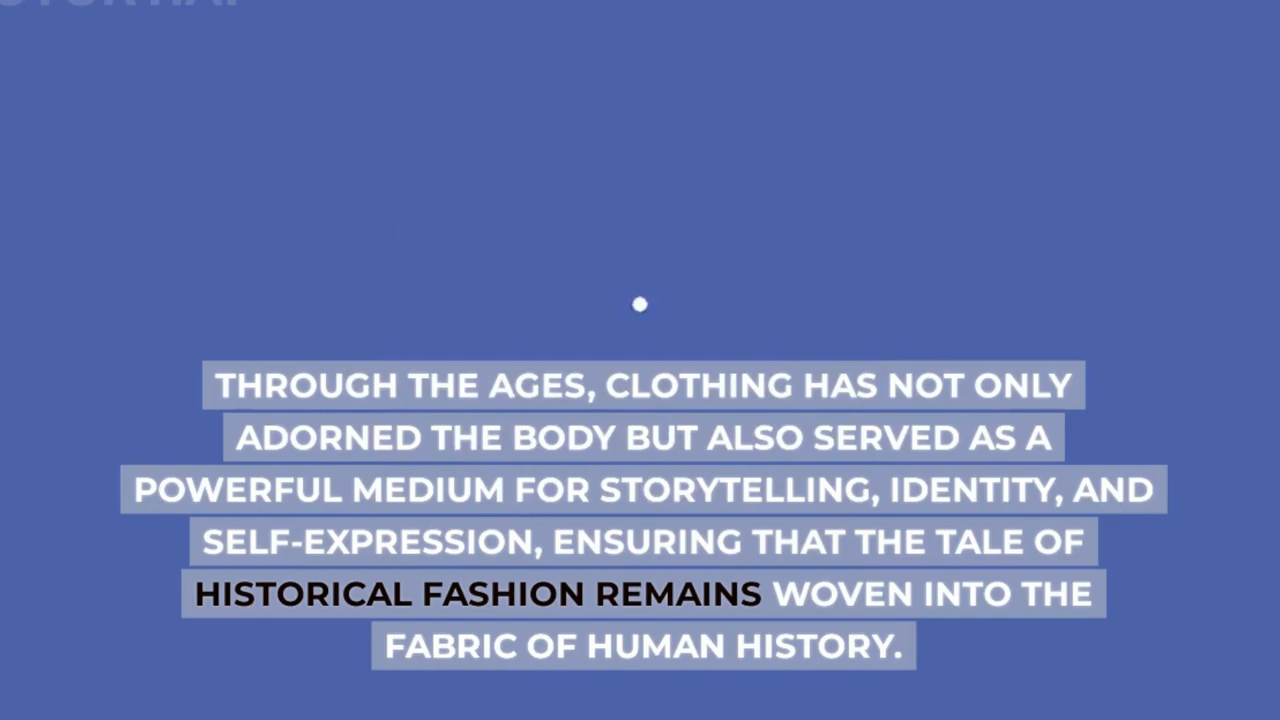 THROUGH THE AGES, CLOTHING HAS NOT ONLY
ADORNED THE BODY BUT ALSO SERVED AS A
POWERFUL MEDIUM FOR STORYTELLING, IDENTITY, AND
SELF-EXPRESSION, ENSURING THAT THE TALE OF
HISTORICAL FASHION REMAINS WOVEN INTO THE
FABRIC OF HUMAN HISTORY.